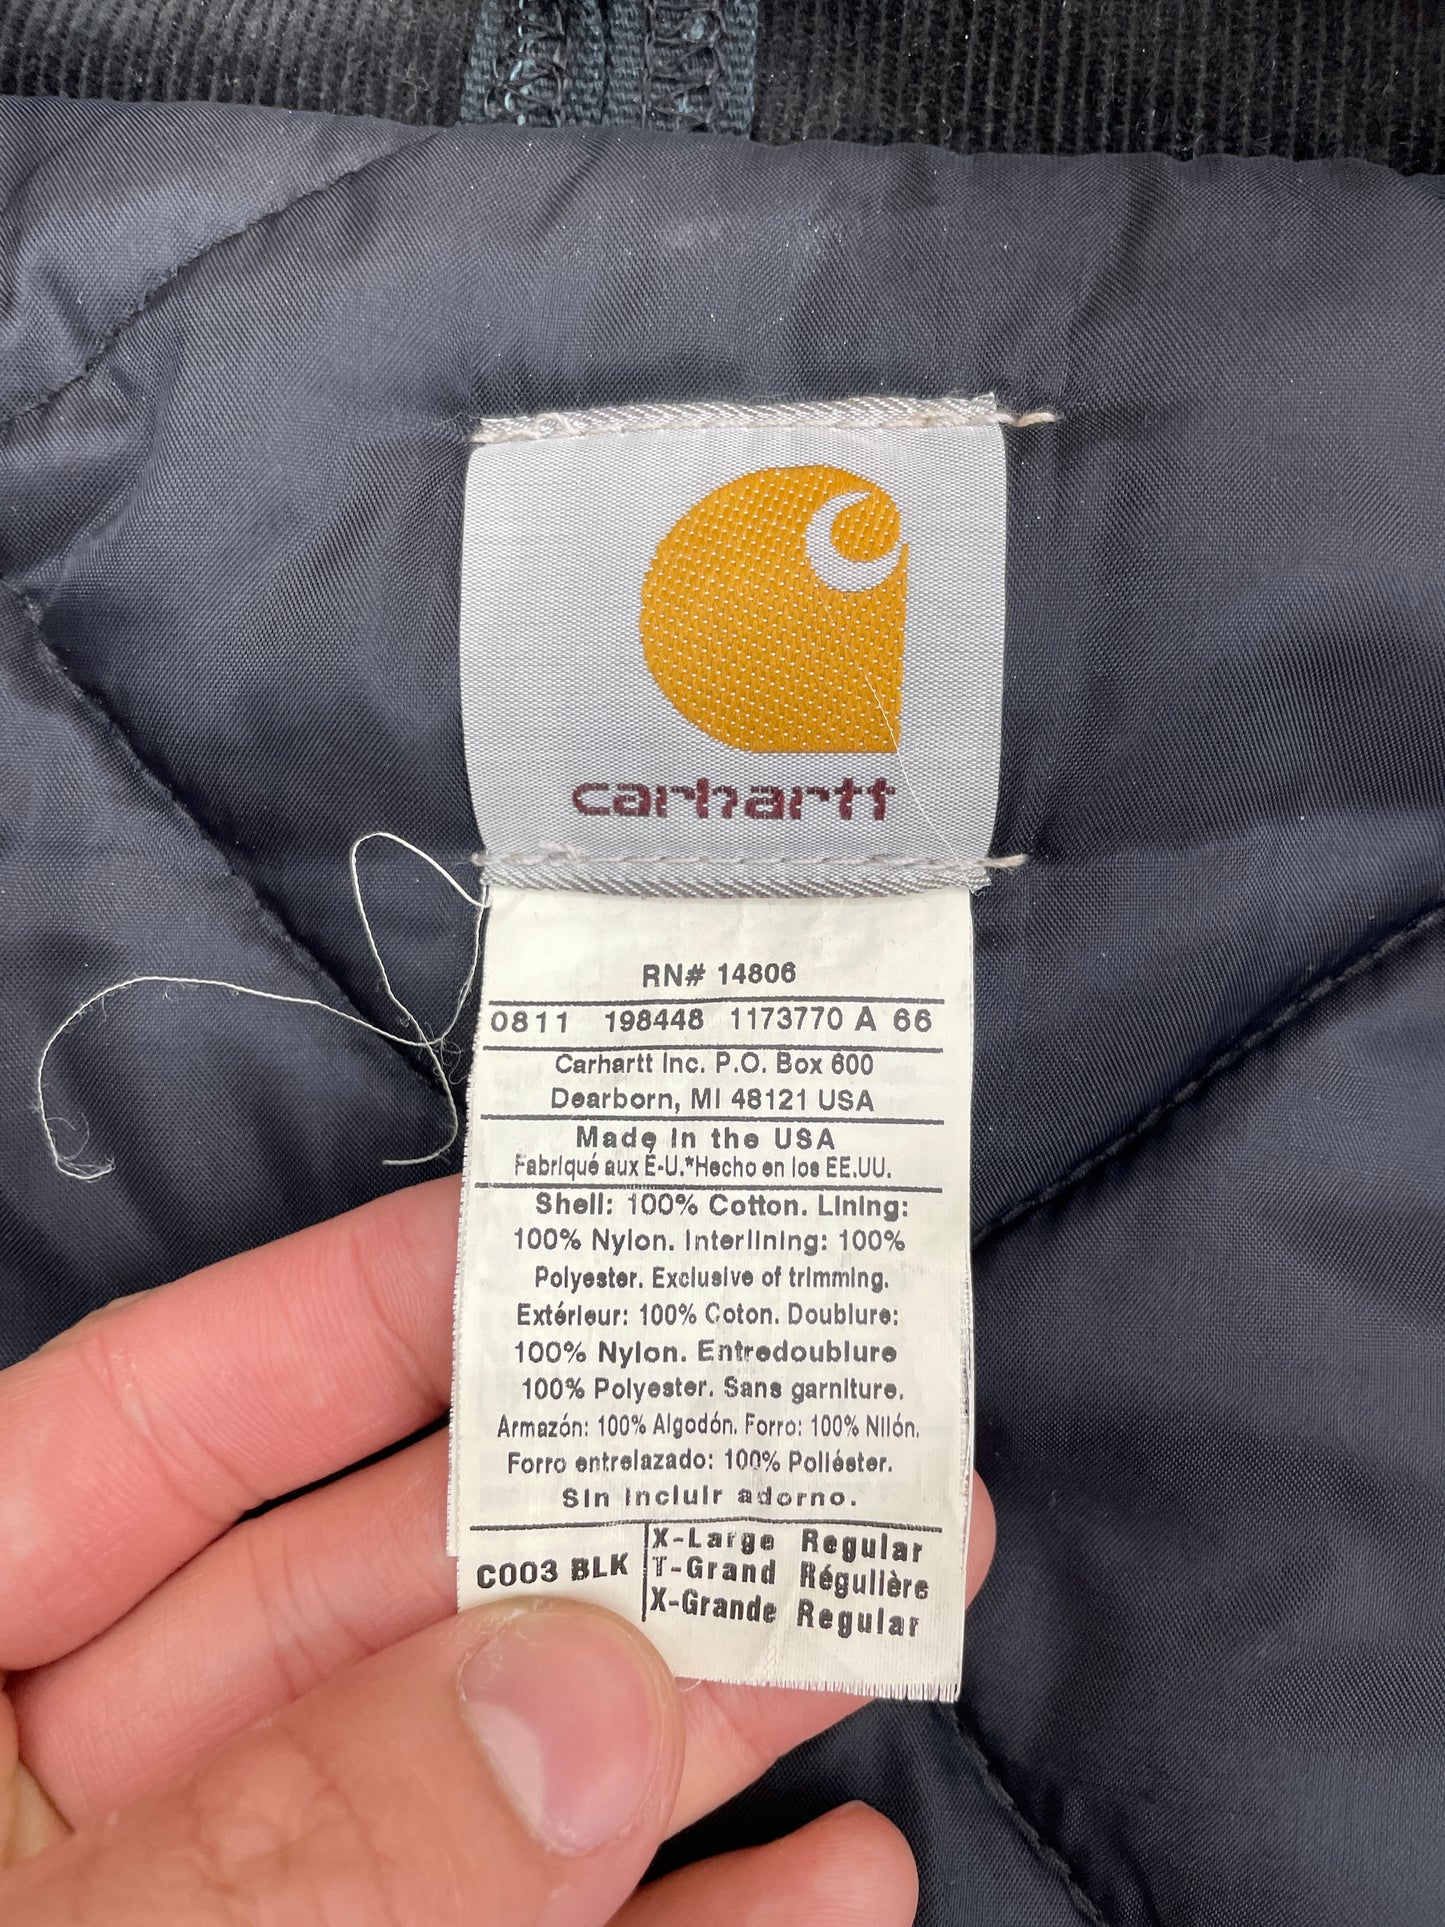 carhartt
RN# 14806
0811 198448 1173770 A 66
Carhartt Inc. P.O. Box 600
Dearborn, MI 48121 USA
Made in the USA
Fabriqué aux É-U.*Hecho en los EE.UU.
Shell: 100% Cotton. Lining:
100% Nylon. Interlining: 100%
Polyester. Exclusive of trimming.
Extérieur: 100% Coton. Doublure:
100% Nylon. Entredoublure
100% Polyester. Sans garniture.
Armazón: 100% Algodón. Forro: 100% Nilón.
Forro entrelazado: 100% Poliéster.
Sin incluir adorno.
C003 BLK
X-Large Regular
T-Grand Régulière
X-Grande Regular